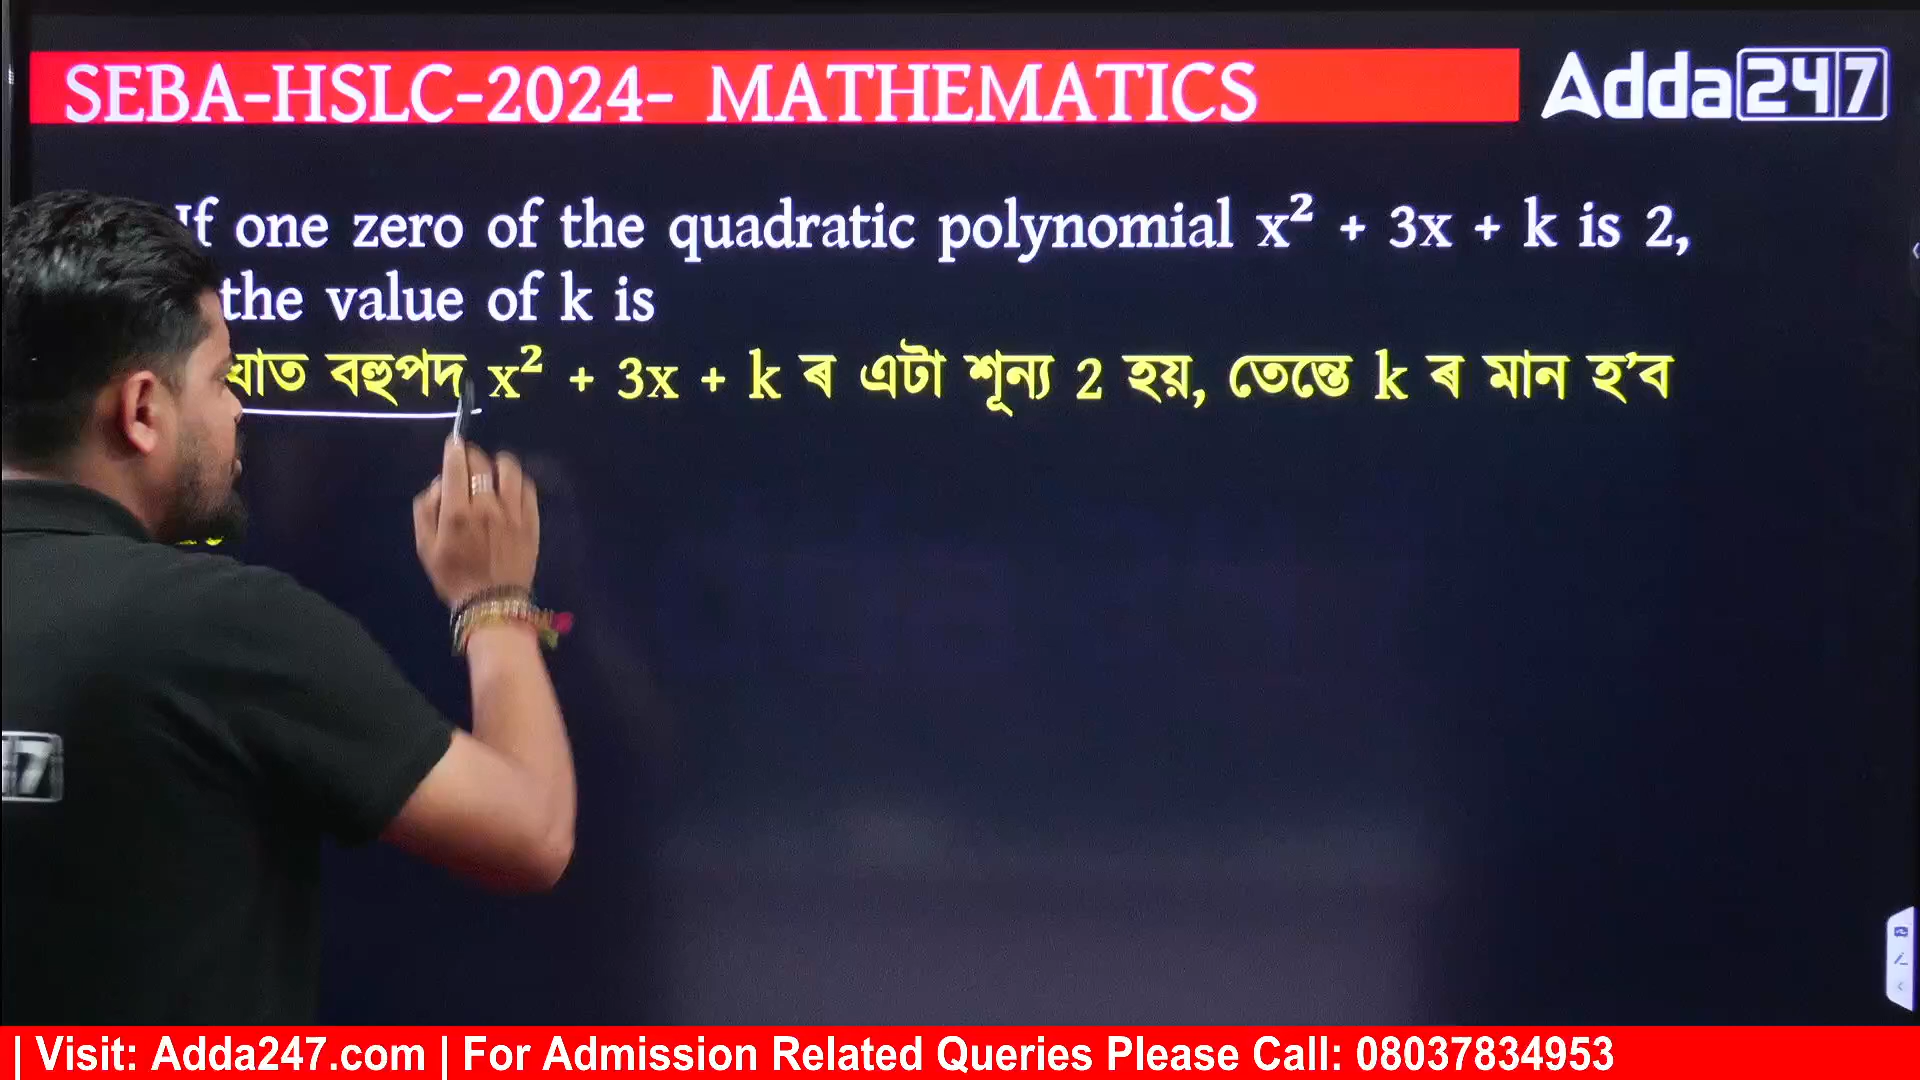 SEBA-HSLC-2024- MATHEMATICS
Adda247
If one zero of the quadratic polynomial x² + 3x + k is 2,
the value of k is
বহুপদ x² + 3x + k ৰ এটা শূন্য 2 হয়, তেন্তে k ৰ মান হ'ব
| Visit: Adda247.com | For Admission Related Queries Please Call: 08037834953